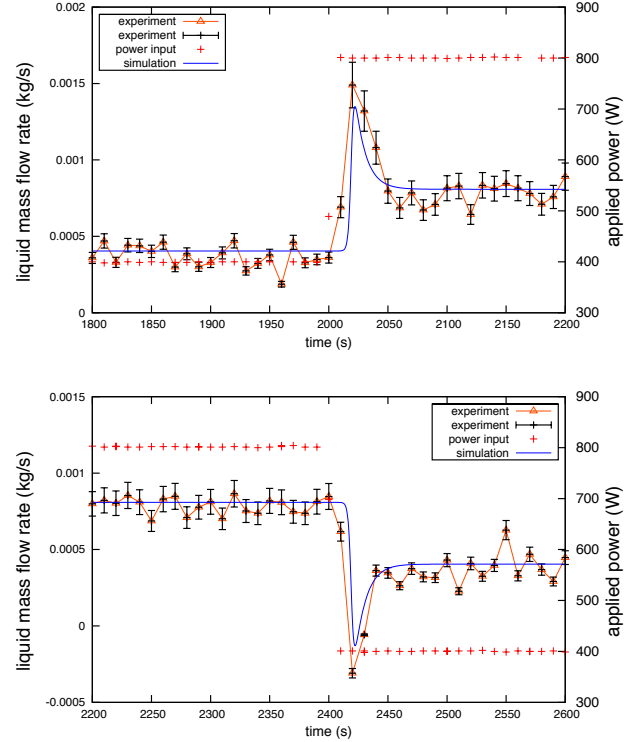 liquid mass flow rate (kg/s)
0.002
0.0015
0.001
0.0005
0
experiment
experiment
power input
simulation
900
800
700
600
500
400
300
applied power (W)
1800 1850 1900 1950 2000 2050 2100 2150 2200
time (s)
liquid mass flow rate (kg/s)
0.0015
0.001
0.0005
0
-0.0005
experiment
experiment
power input
simulation
900
800
700
600
500
400
300
applied power (W)
2200 2250 2300 2350 2400 2450 2500 2550 2600
time (s)